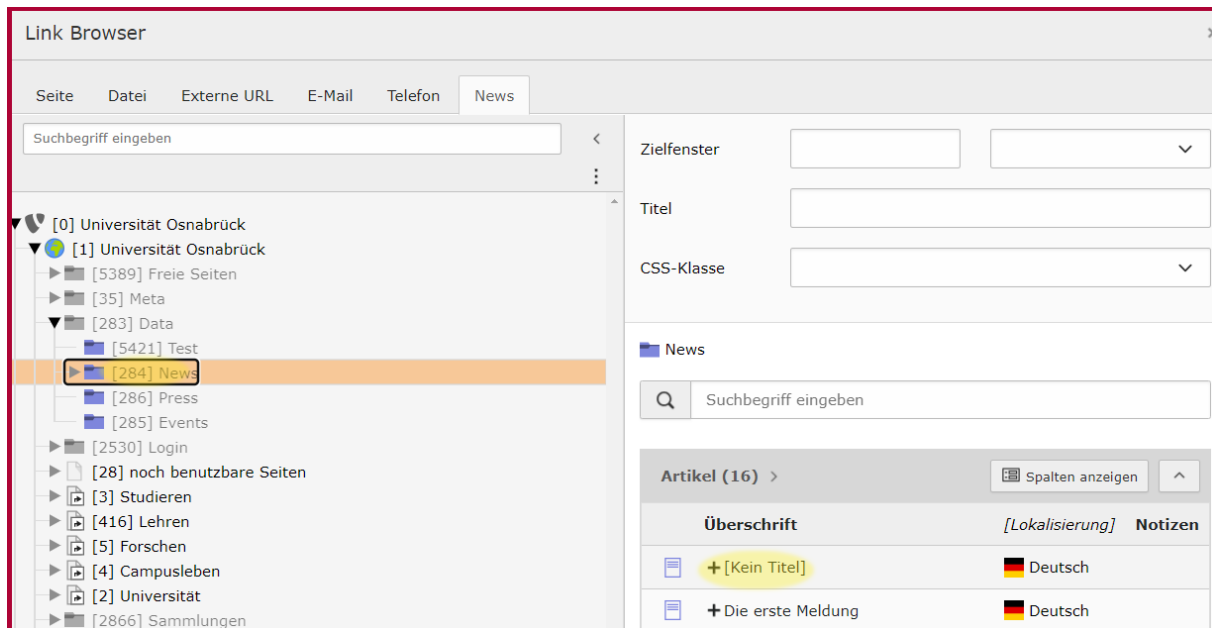 Link Browser
Seite Datei Externe URL E-Mail Telefon News
Suchbegriff eingeben
[0] Universität Osnabrück
[1] Universität Osnabrück
[5389] Freie Seiten
[35] Meta
[283] Data
[5421] Test
[284] News
[286] Press
[285] Events
[2530] Login
[28] noch benutzbare Seiten
[3] Studieren
[416] Lehren
[5] Forschen
[4] Campusleben
[2] Universität
[2866] Sammlungen
Zielfenster
Titel
CSS-Klasse
News
Suchbegriff eingeben
Artikel (16) Spalten anzeigen
Überschrift [Lokalisierung] Notizen
[Kein Titel] Deutsch
Die erste Meldung Deutsch